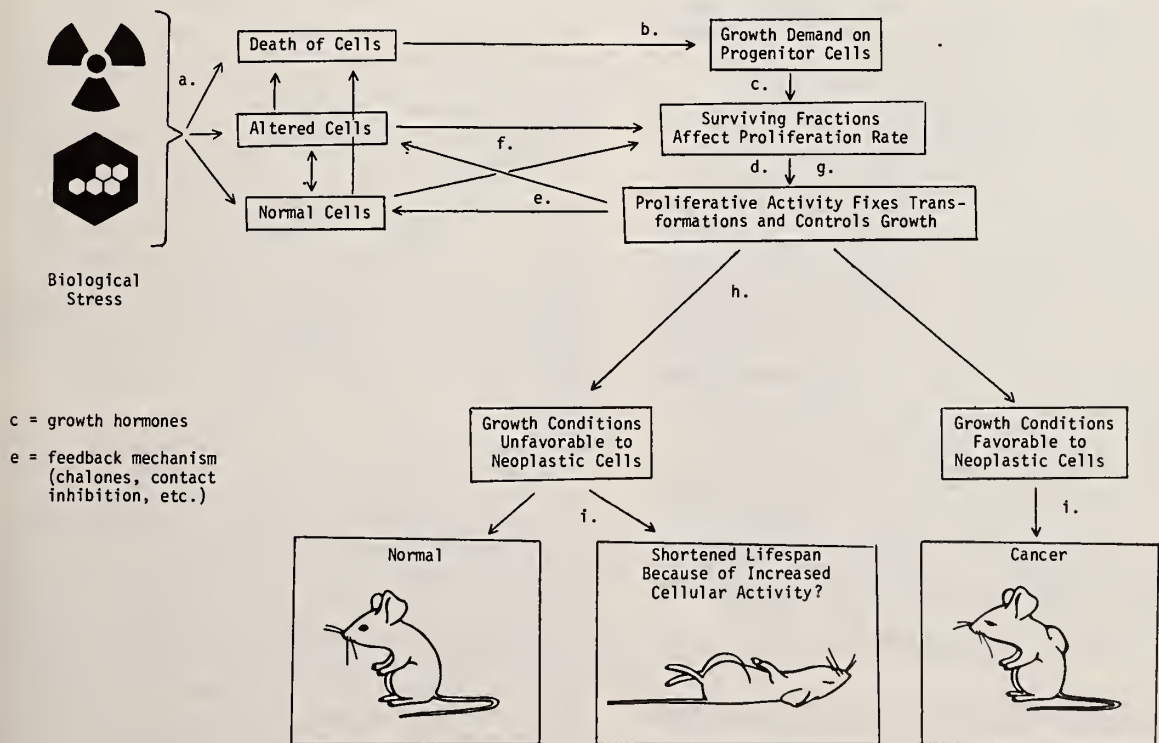 a.
Death of Cells
b.
Growth Demand on
Progenitor Cells
c.
Altered Cells
f.
Surviving Fractions
Affect Proliferation Rate
d.
g.
Normal Cells
e.
Proliferative Activity Fixes Trans-
formations and Controls Growth
Biological
Stress
h.
c = growth hormones
e = feedback mechanism
(chalones, contact
inhibition, etc.)
Growth Conditions
Unfavorable to
Neoplastic Cells
Growth Conditions
Favorable to
Neoplastic Cells
i.
i.
Normal
Shortened Lifespan
Because of Increased
Cellular Activity?
Cancer